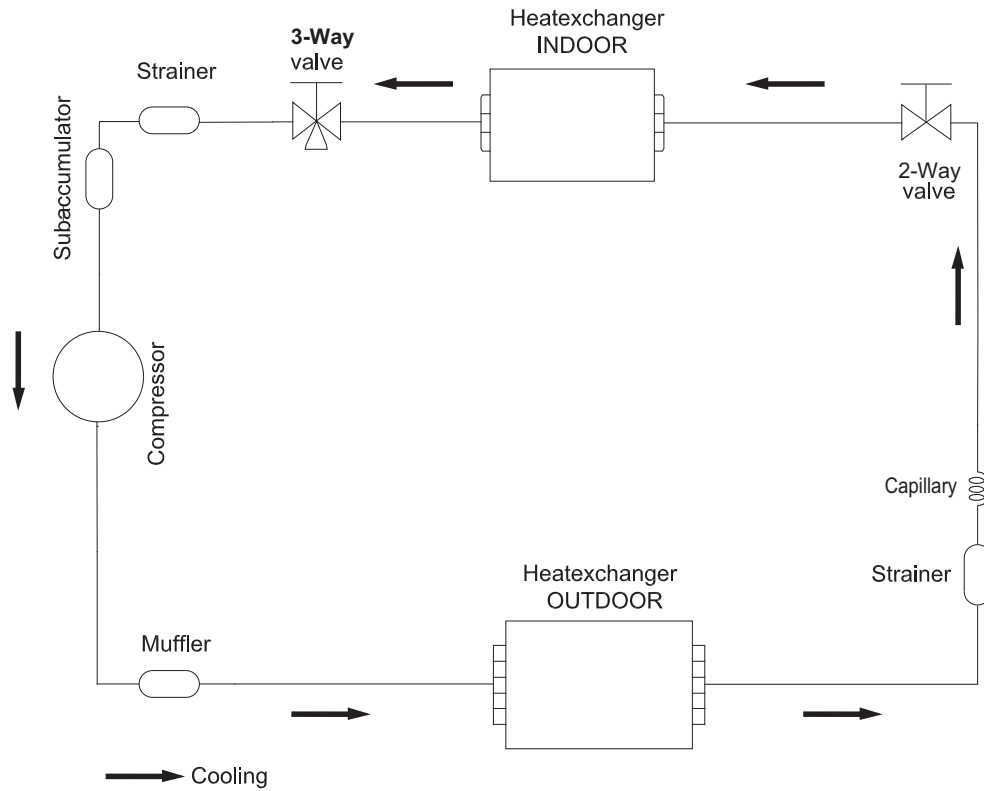 Heatexchanger
INDOOR
3-Way
valve
Strainer
Subaccumulator
2-Way
valve
Compressor
Capillary
Strainer
Heatexchanger
OUTDOOR
Muffler
Cooling